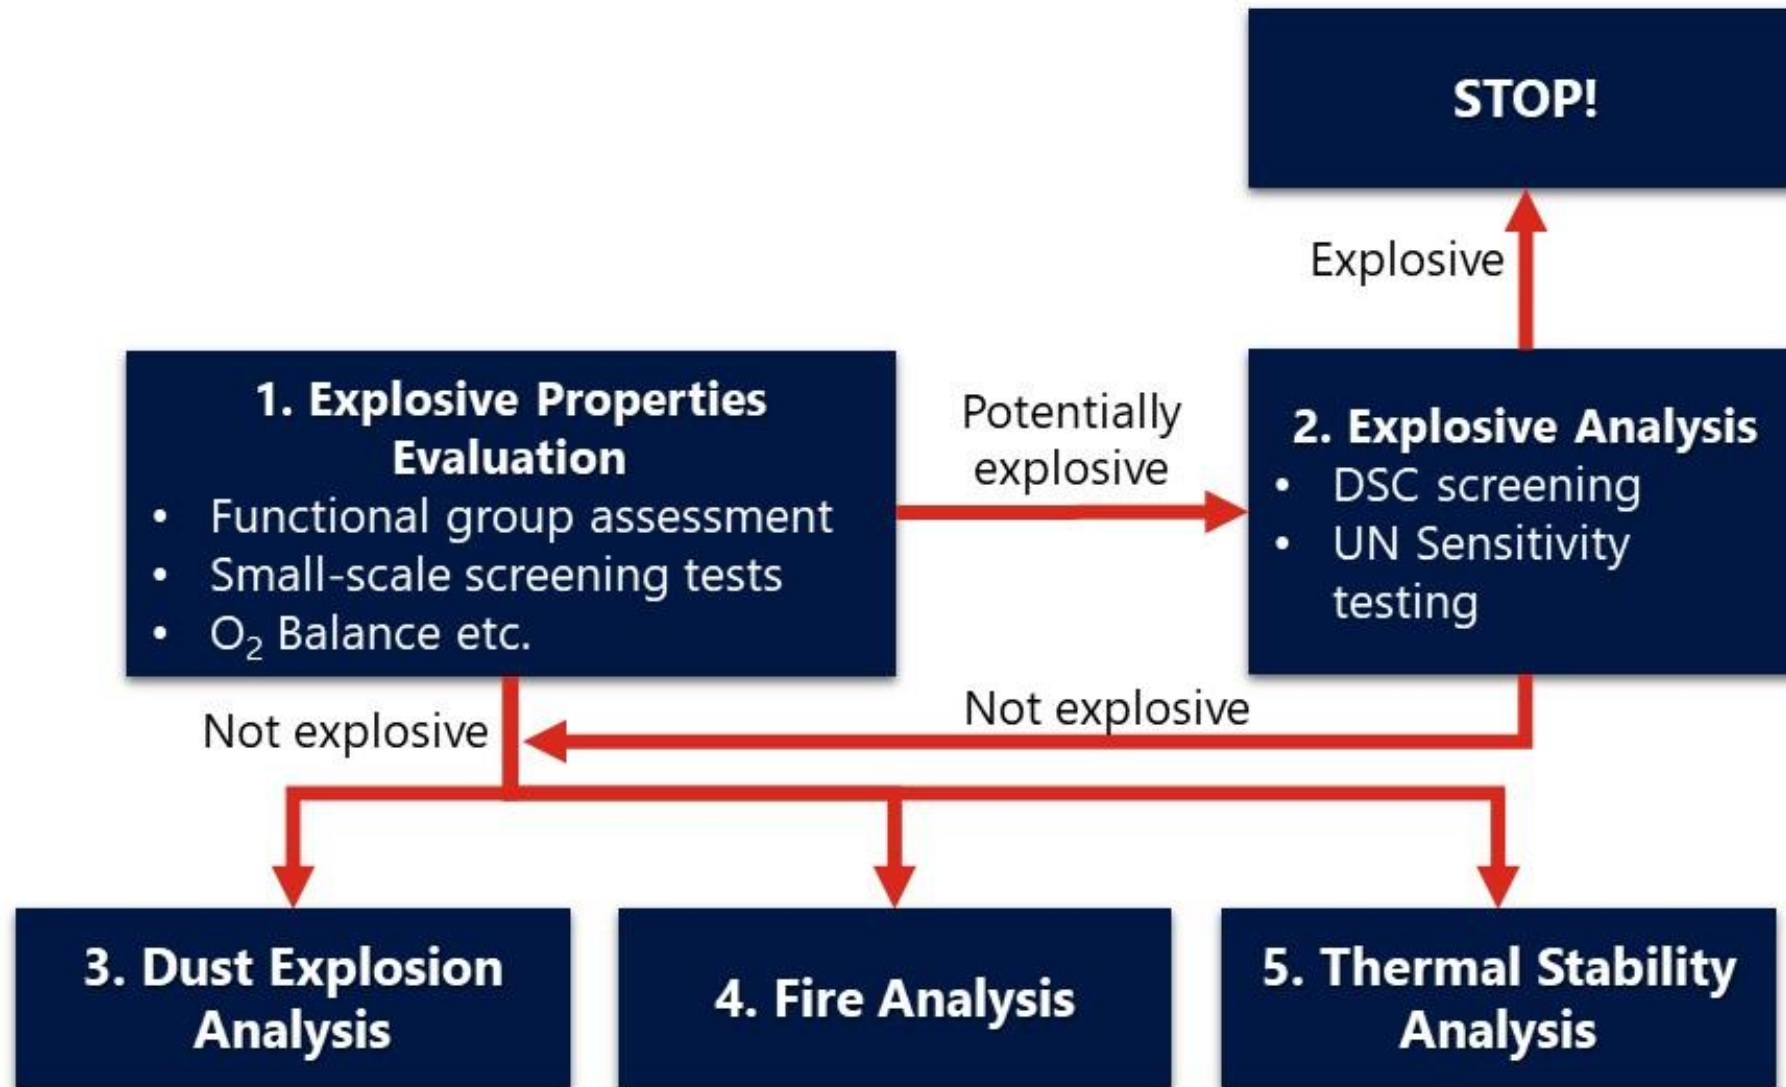 STOP!
Explosive
1. Explosive Properties
Evaluation
• Functional group assessment
• Small-scale screening tests
• O₂ Balance etc.
Potentially
explosive
2. Explosive Analysis
• DSC screening
• UN Sensitivity
testing
Not explosive
Not explosive
3. Dust Explosion
Analysis
4. Fire Analysis
5. Thermal Stability
Analysis